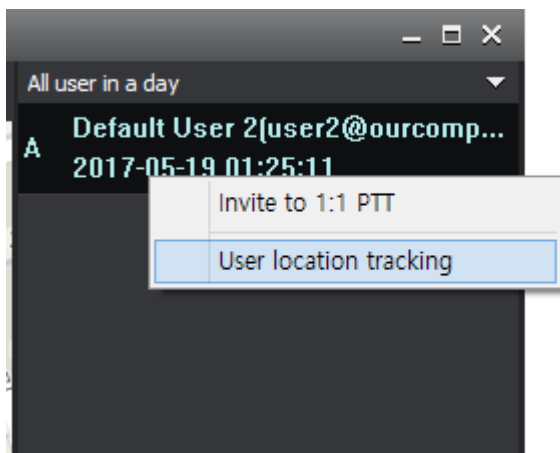 All user in a day
A
Default User 2(user2@ourcomp...
2017-05-19 01:25:11
Invite to 1:1 PTT
User location tracking